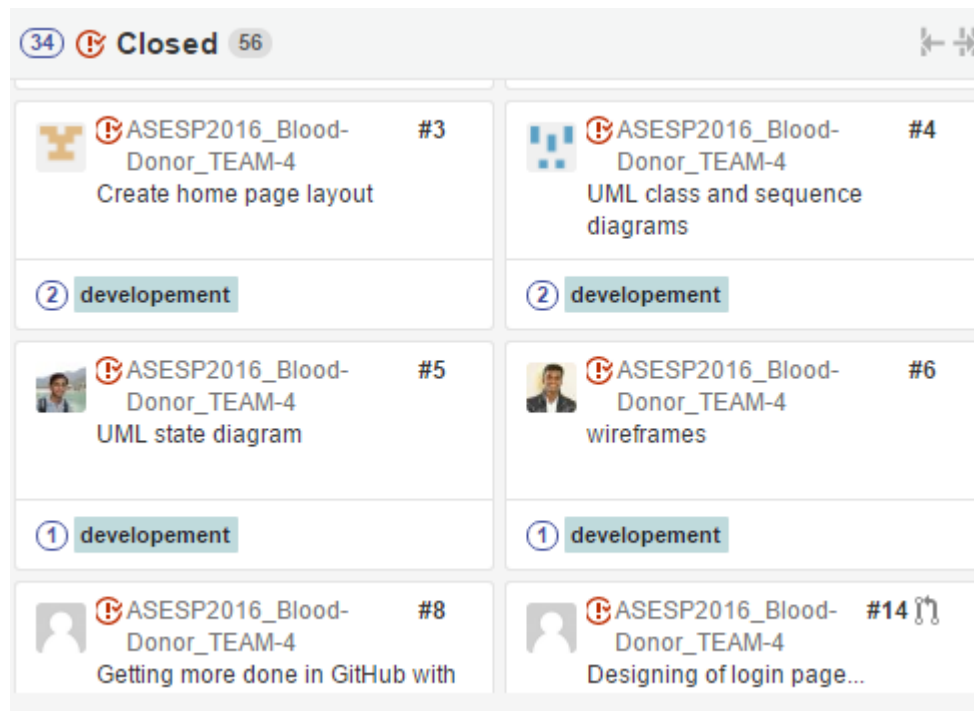 34 Closed 56
ASESP2016_Blood- #3
Donor_TEAM-4
Create home page layout
2 developement
ASESP2016_Blood- #4
Donor_TEAM-4
UML class and sequence
diagrams
2 developement
ASESP2016_Blood- #5
Donor_TEAM-4
UML state diagram
1 developement
ASESP2016_Blood- #6
Donor_TEAM-4
wireframes
1 developement
ASESP2016_Blood- #8
Donor_TEAM-4
Getting more done in GitHub with
ASESP2016_Blood- #14
Donor_TEAM-4
Designing of login page...